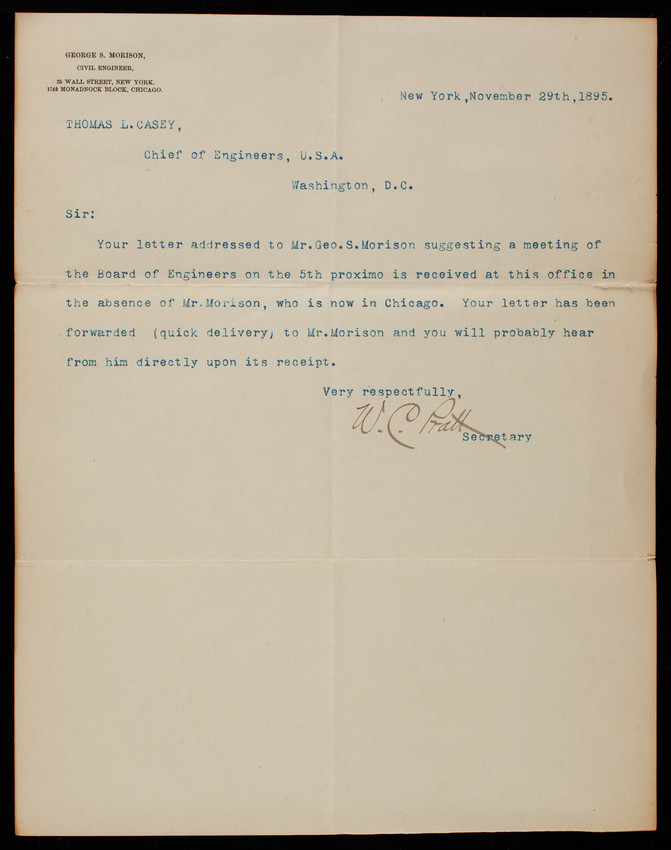 GEORGE S. MORISON,
CIVIL ENGINEER,
35 WALL STREET, NEW YORK.
1742 MONADNOCK BLOCK, CHICAGO.
New York,November 29th,1895.
THOMAS L.CASEY,
Chief of Engineers, U.S.A.
Washington, D.C.
Sir:
Your letter addressed to Mr.Geo.S.Morison suggesting a meeting of
the Board of Engineers on the 5th proximo is received at this office in
the absence of Mr.Morison, who is now in Chicago. Your letter has been
forwarded (quick delivery) to Mr.Morison and you will probably hear
from him directly upon its receipt.
Very respectfully,
W. C. Pratt
Secretary